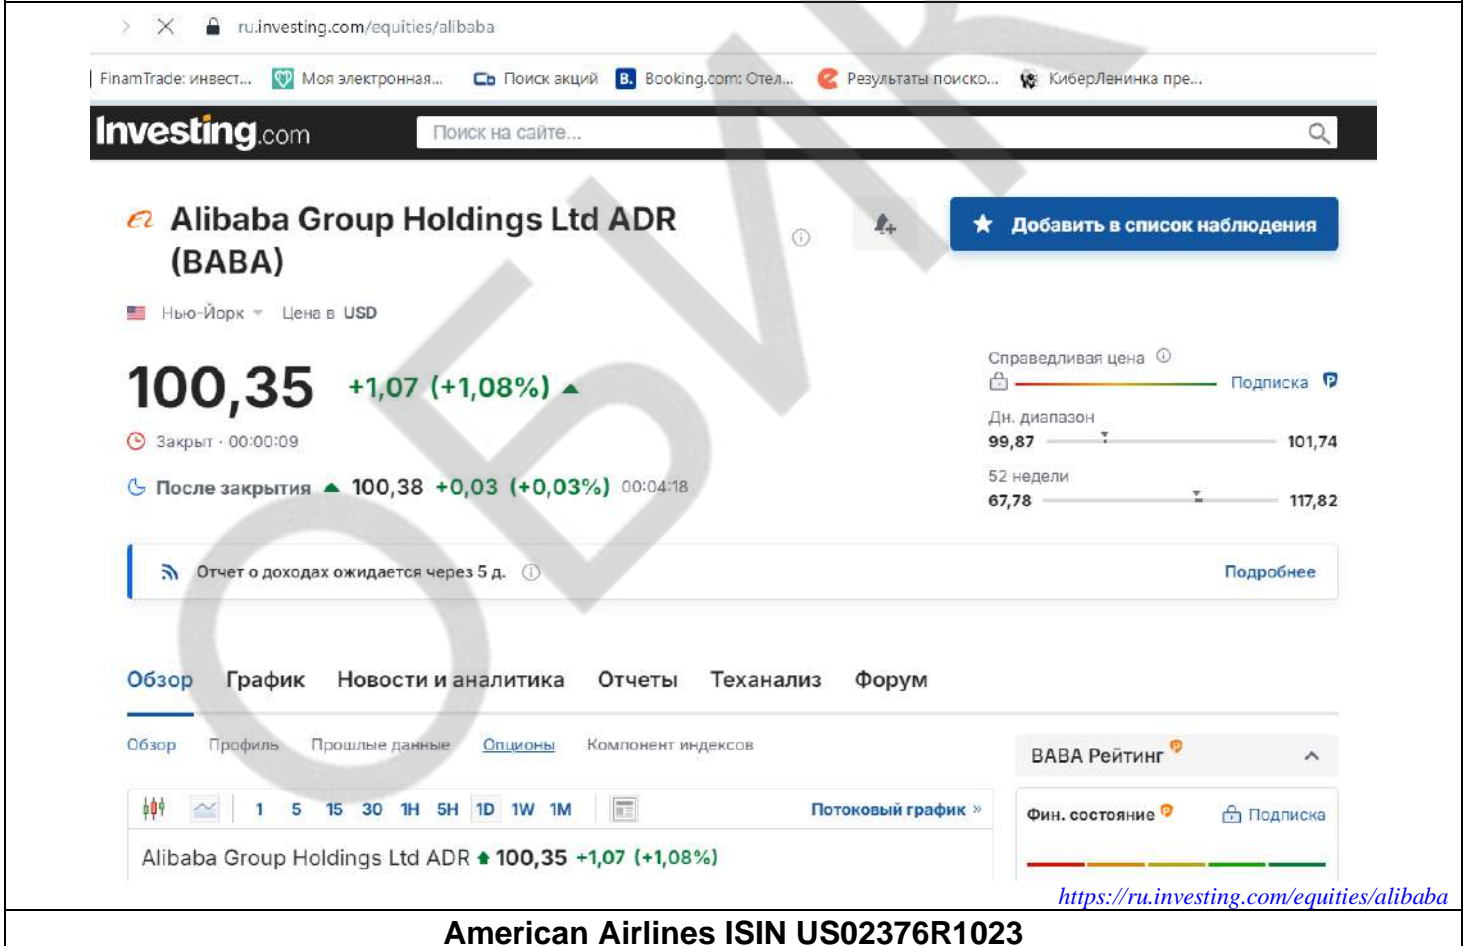 ru.investing.com/equities/alibaba
FinamTrade: инвест... Моя электронная... Cb Поиск акций B. Booking.com: Отел... Результаты поиско... КиберЛенинка пре...
Investing.com Поиск на сайте...
Alibaba Group Holdings Ltd ADR
(BABA)
Добавить в список наблюдения
Нью-Йорк Цена в USD
100,35 +1,07 (+1,08%)
Закрыт · 00:00:09
После закрытия 100,38 +0,03 (+0,03%) 00:04:18
Справедливая цена
Подписка
Дн. диапазон
99,87 101,74
52 недели
67,78 117,82
Отчет о доходах ожидается через 5 д. Подробнее
Обзор График Новости и аналитика Отчеты Теханализ Форум
Обзор Профиль Прошлые данные Опционы Компонент индексов
BABA Рейтинг
1 5 15 30 1H 5H 1D 1W 1M Потоковый график »
Фин. состояние Подписка
Alibaba Group Holdings Ltd ADR 100,35 +1,07 (+1,08%)
https://ru.investing.com/equities/alibaba
American Airlines ISIN US02376R1023
ОБИК